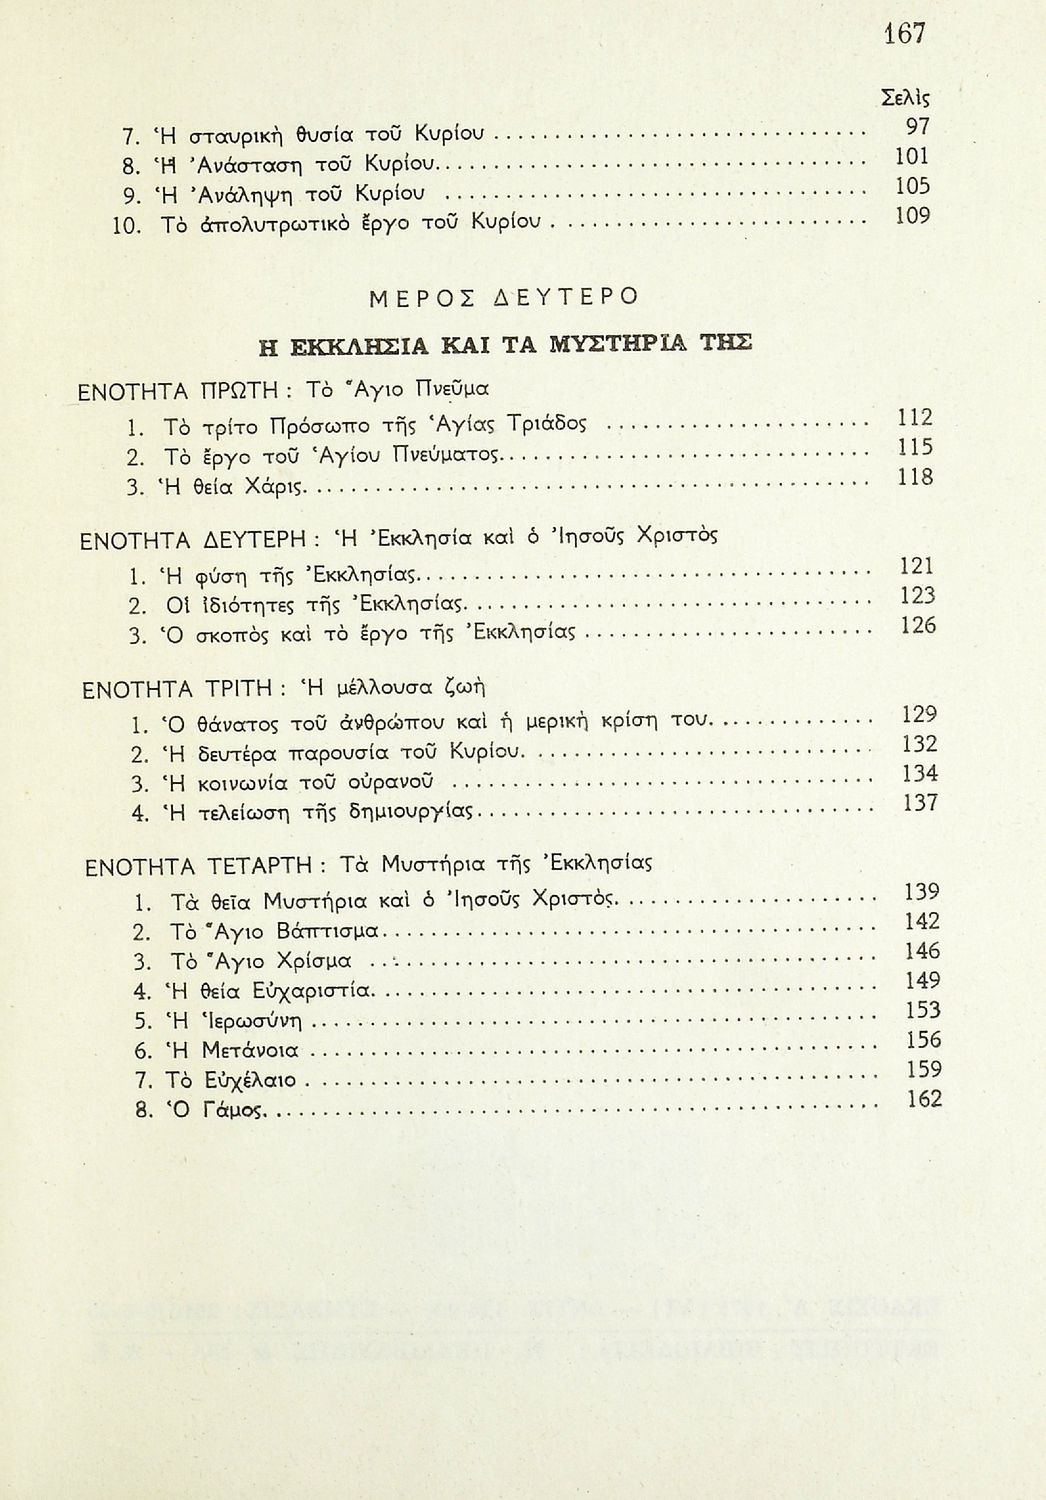 167
Σελὶς
7. Ἡ σταυρικὴ θυσία τοῦ Κυρίου ................................ 97
8. Ἡ Ἀνάσταση τοῦ Κυρίου..................................... 101
9. Ἡ Ἀνάληψη τοῦ Κυρίου .................................... 105
10. Τὸ ἀπολυτρωτικὸ ἔργο τοῦ Κυρίου ........................... 109
ΜΕΡΟΣ ΔΕΥΤΕΡΟ
Η ΕΚΚΛΗΣΙΑ ΚΑΙ ΤΑ ΜΥΣΤΗΡΙΑ ΤΗΣ
ΕΝΟΤΗΤΑ ΠΡΩΤΗ : Τὸ Ἅγιο Πνεῦμα
1. Τὸ τρίτο Πρόσωπο τῆς Ἁγίας Τριάδος ....................... 112
2. Τὸ ἔργο τοῦ Ἁγίου Πνεύματος................................ 115
3. Ἡ θεία Χάρις................................................ 118
ΕΝΟΤΗΤΑ ΔΕΥΤΕΡΗ : Ἡ Ἐκκλησία καὶ ὁ Ἰησοῦς Χριστὸς
1. Ἡ φύση τῆς Ἐκκλησίας....................................... 121
2. Οἱ ἰδιότητες τῆς Ἐκκλησίας................................... 123
3. Ὁ σκοπὸς καὶ τὸ ἔργο τῆς Ἐκκλησίας ......................... 126
ΕΝΟΤΗΤΑ ΤΡΙΤΗ : Ἡ μέλλουσα ζωὴ
1. Ὁ θάνατος τοῦ ἀνθρώπου καὶ ἡ μερικὴ κρίση του............... 129
2. Ἡ δευτέρα παρουσία τοῦ Κυρίου.............................. 132
3. Ἡ κοινωνία τοῦ οὐρανοῦ .................................... 134
4. Ἡ τελείωση τῆς δημιουργίας................................... 137
ΕΝΟΤΗΤΑ ΤΕΤΑΡΤΗ : Τὰ Μυστήρια τῆς Ἐκκλησίας
1. Τὰ θεῖα Μυστήρια καὶ ὁ Ἰησοῦς Χριστὸς....................... 139
2. Τὸ Ἅγιο Βάπτισμα........................................... 142
3. Τὸ Ἅγιο Χρίσμα ............................................ 146
4. Ἡ θεία Εὐχαριστία........................................... 149
5. Ἡ Ἱερωσύνη ................................................ 153
6. Ἡ Μετάνοια ................................................ 156
7. Τὸ Εὐχέλαιο ................................................ 159
8. Ὁ Γάμος.................................................... 162